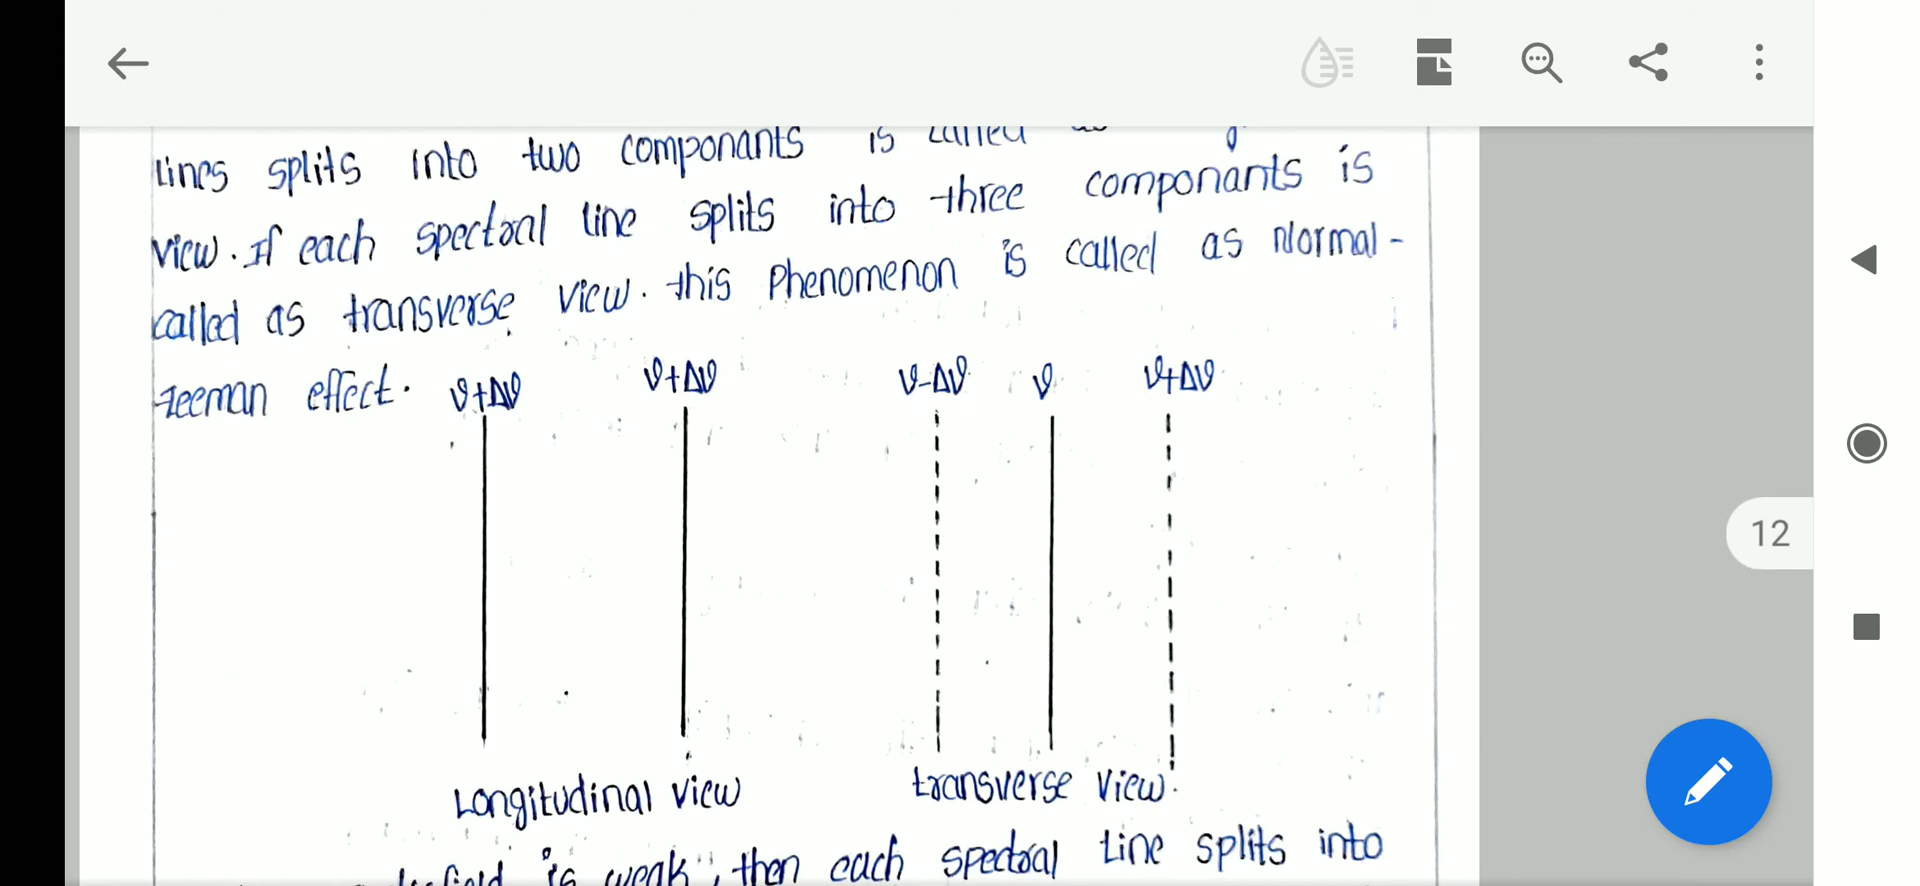 lines splits into two componants is called as
view. If each spectral line splits into three componants is
called as transverse view. this Phenomenon is called as Normal-
zeeman effect.
ν+Δν ν+Δν ν-Δν ν ν+Δν
Longitudinal view transverse view.
is weak, then each spectral Line splits into
12